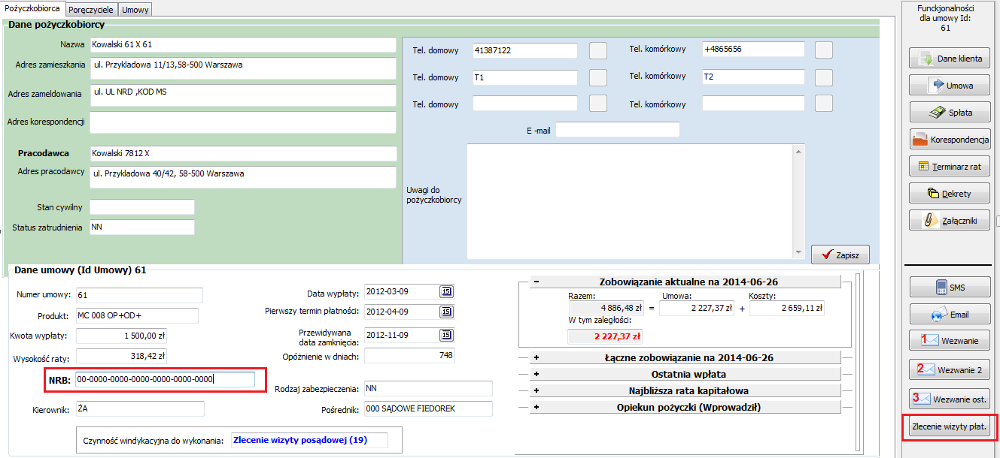 Pożyczkobiorca Poręczyciele Umowy
Dane pożyczkobiorcy
Nazwa Kowalski 61 X 61
Adres zamieszkania ul. Przykladowa 11/13,58-500 Warszawa
Adres zameldowania ul. UL NRD ,KOD MS
Adres korespondencji
Pracodawca Kowalski 7812 X
Adres pracodawcy ul. Przykladowa 40/42, 58-500 Warszawa
Stan cywilny
Status zatrudnienia NN
Tel. domowy 41387122 Tel. komórkowy +4865656
Tel. domowy T1 Tel. komórkowy T2
Tel. domowy Tel. komórkowy
E -mail
Uwagi do
pożyczkobiorcy
Zapisz
Dane umowy (Id Umowy) 61
Numer umowy: 61
Produkt: MC 008 OP+OD+
Kwota wypłaty: 1 500,00 zł
Wysokość raty: 318,42 zł
NRB: 00-0000-0000-0000-0000-0000-0000
Kierownik: ŻA
Data wypłaty: 2012-03-09 15
Pierwszy termin płatności: 2012-04-09 15
Przewidywana
data zamknięcia: 2012-11-09 15
Opóźnienie w dniach: 748
Rodzaj zabezpieczenia: NN
Pośrednik: 000 SĄDOWE FIEDOREK
Czynność windykacyjna do wykonania: Zlecenie wizyty posądowej (19)
- Zobowiązanie aktualne na 2014-06-26
Razem: Umowa: Koszty:
4 886,48 zł = 2 227,37 zł + 2 659,11 zł
W tym zaległości:
2 227,37 zł
+ Łączne zobowiązanie na 2014-06-26
+ Ostatnia wpłata
+ Najbliższa rata kapitałowa
+ Opiekun pożyczki (Wprowadził)
Funckjonalności
dla umowy Id:
61
Dane klienta
Umowa
Spłata
Korespondencja
Terminarz rat
Dekrety
Załączniki
SMS
Email
1 Wezwanie
2 Wezwanie 2
3 Wezwanie ost.
Zlecenie wizyty płat.